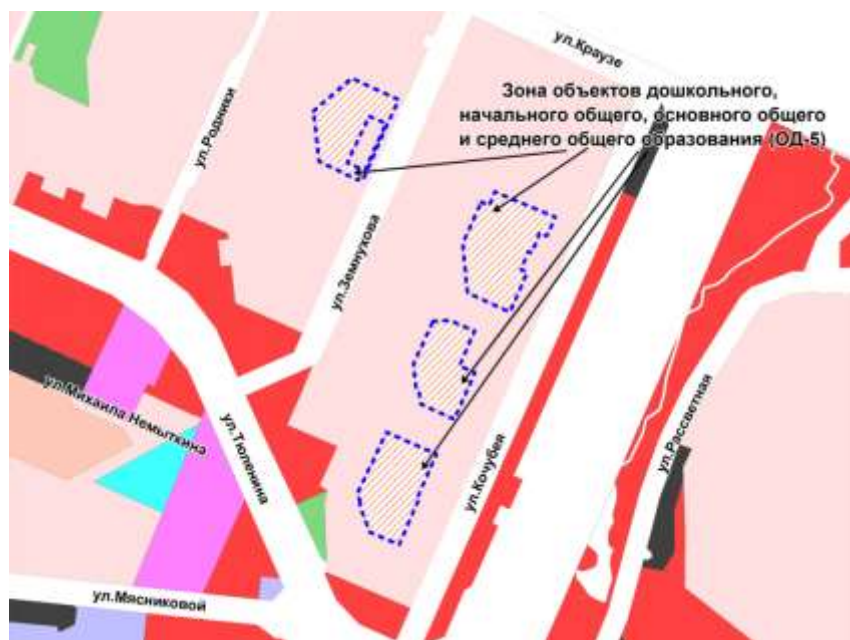 ул.Краузе
Зона объектов дошкольного,
начального общего, основного общего
и среднего общего образования (ОД-5)
ул.Родники
ул.Земнухова
ул.Михаила Немыткина
ул.Тюленина
ул.Кочубея
ул.Рассветная
ул.Мясниковой